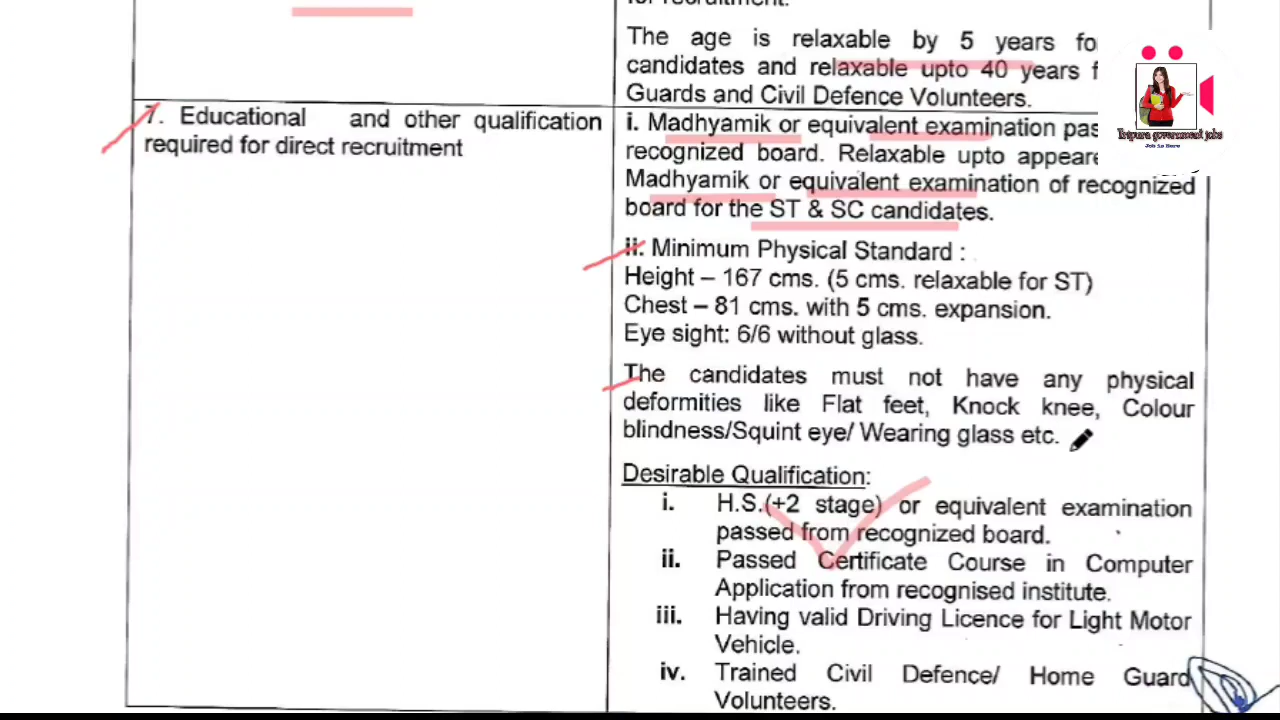 for recruitment.
The age is relaxable by 5 years fo
candidates and relaxable upto 40 years f
Guards and Civil Defence Volunteers.
7. Educational and other qualification
required for direct recruitment
i. Madhyamik or equivalent examination pas
recognized board. Relaxable upto appeare
Madhyamik or equivalent examination of recognized
board for the ST & SC candidates.
ii. Minimum Physical Standard :
Height – 167 cms. (5 cms. relaxable for ST)
Chest – 81 cms. with 5 cms. expansion.
Eye sight: 6/6 without glass.
The candidates must not have any physical
deformities like Flat feet, Knock knee, Colour
blindness/Squint eye/ Wearing glass etc.
Desirable Qualification:
i. H.S.(+2 stage) or equivalent examination
passed from recognized board.
ii. Passed Certificate Course in Computer
Application from recognised institute.
iii. Having valid Driving Licence for Light Motor
Vehicle.
iv. Trained Civil Defence/ Home Guard
Volunteers.
Tripura government jobs
Job is Here